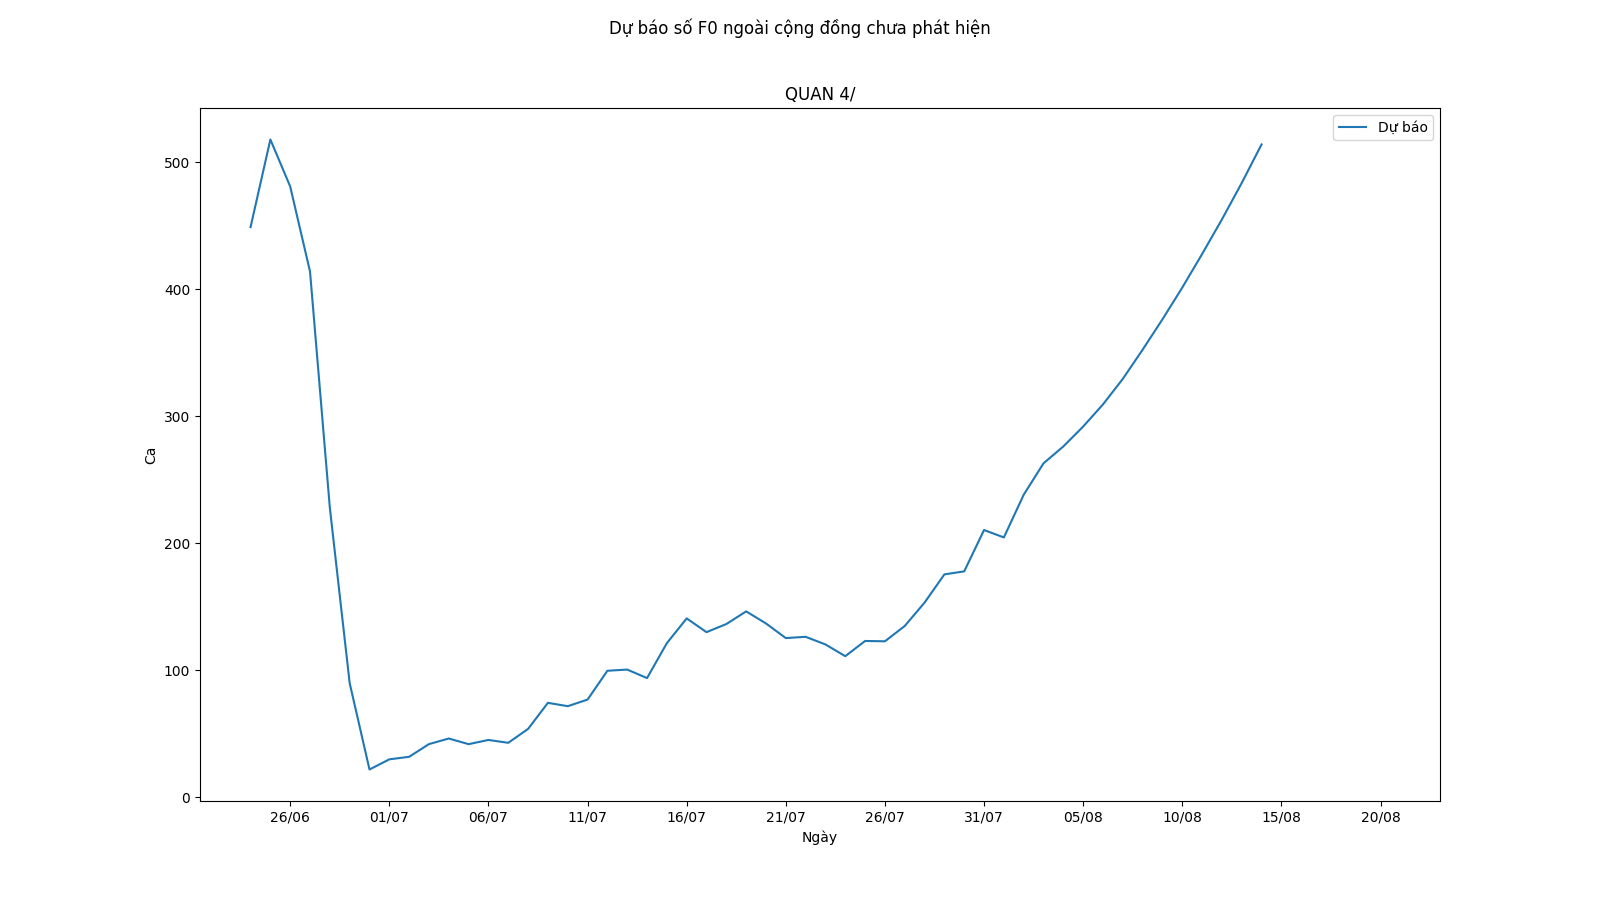 Dự báo số F0 ngoài cộng đồng chưa phát hiện
QUAN 4/
Dự báo
500
400
300
200
100
0
Ca
26/06 01/07 06/07 11/07 16/07 21/07 26/07 31/07 05/08 10/08 15/08 20/08
Ngày